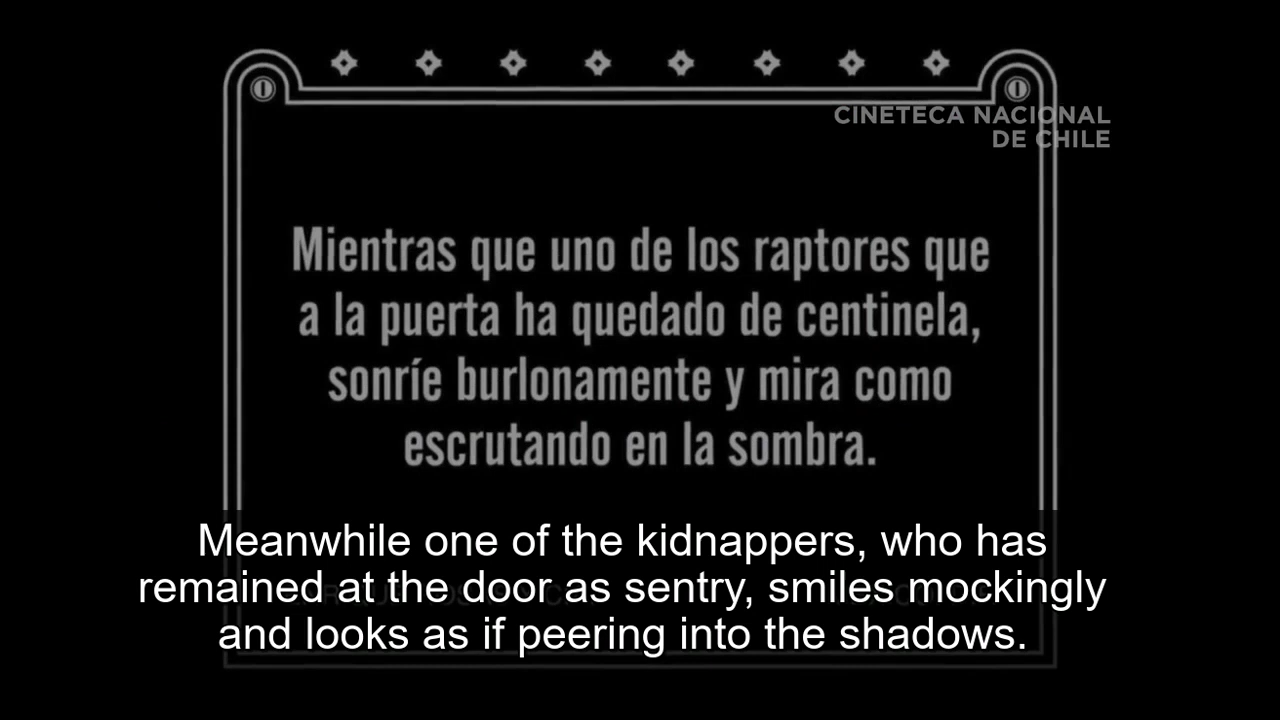 CINETECA NACIONAL
DE CHILE
Mientras que uno de los raptores que
a la puerta ha quedado de centinela,
sonríe burlonamente y mira como
escrutando en la sombra.
Meanwhile one of the kidnappers, who has
remained at the door as sentry, smiles mockingly
and looks as if peering into the shadows.